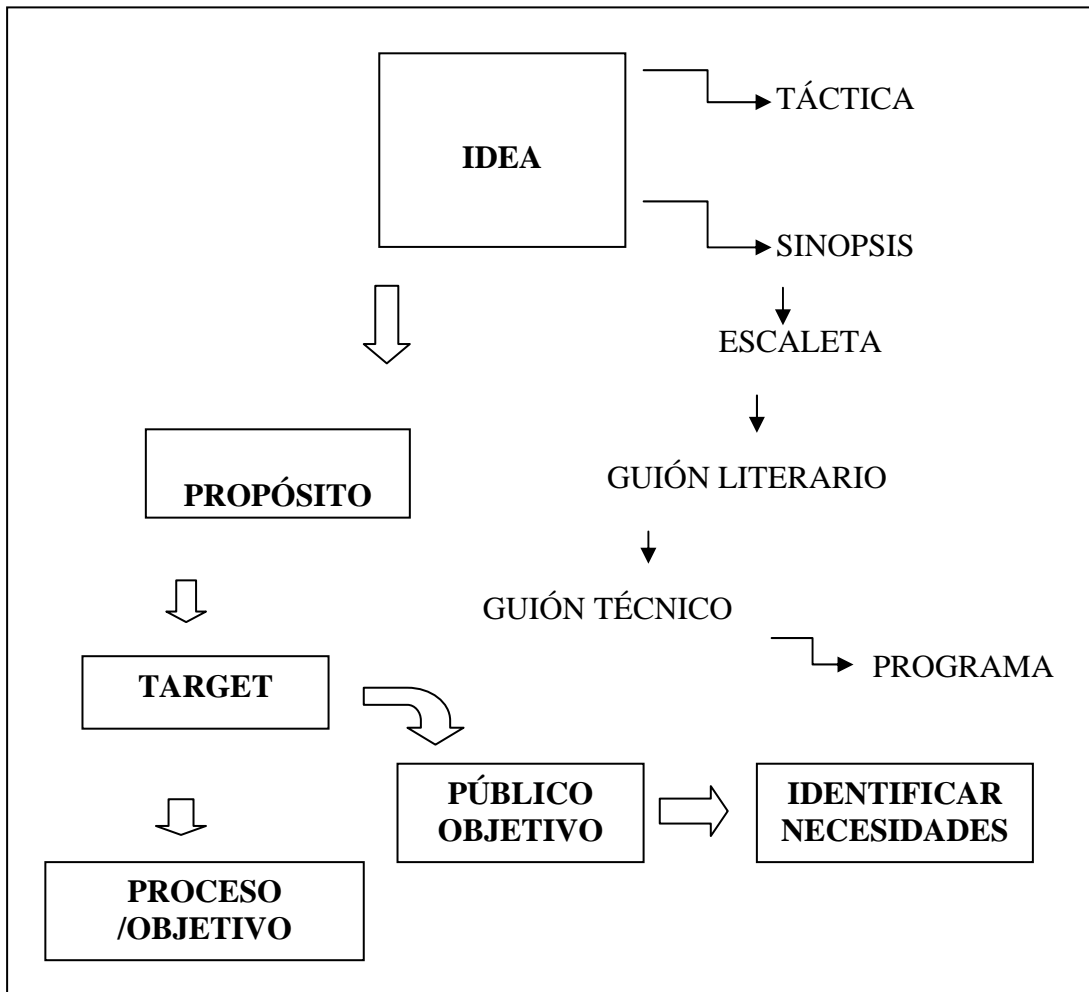 TÁCTICA
IDEA
SINOPSIS
ESCALETA
GUIÓN LITERARIO
PROPÓSITO
GUIÓN TÉCNICO
PROGRAMA
TARGET
PÚBLICO
OBJETIVO
IDENTIFICAR
NECESIDADES
PROCESO
/OBJETIVO